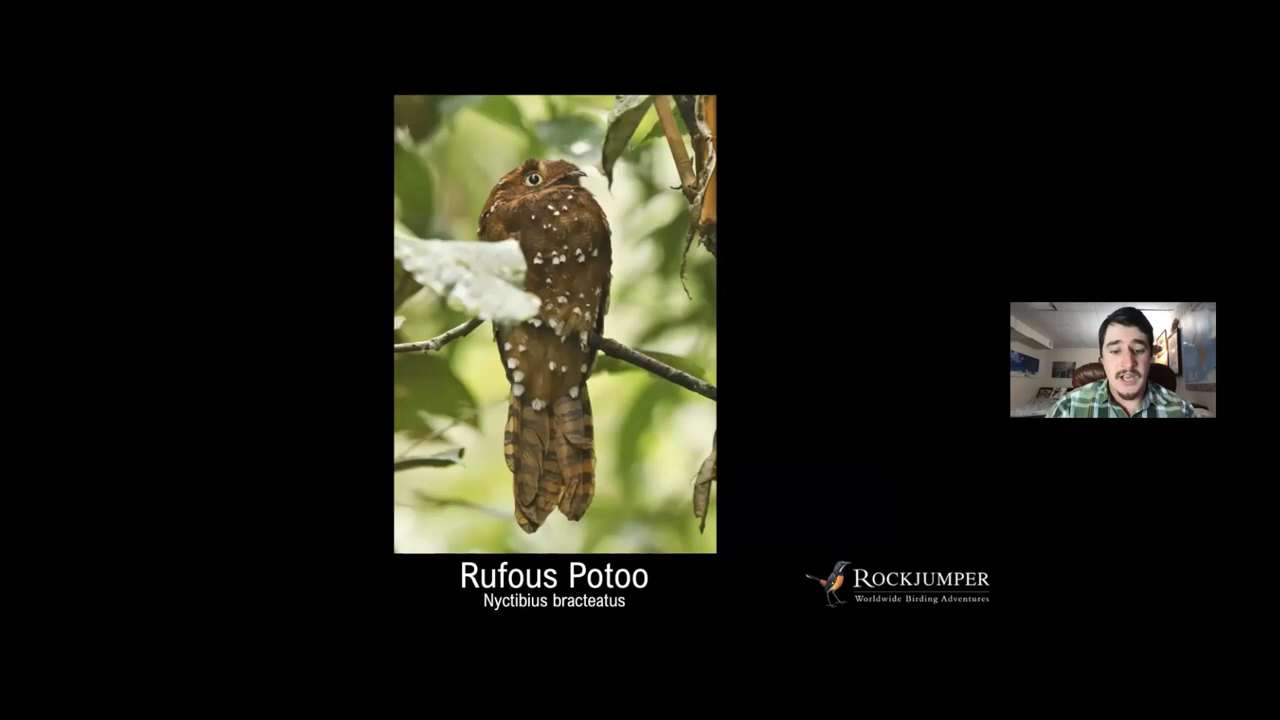 Rufous Potoo
Nyctibius bracteatus
ROCKJUMPER
Worldwide Birding Adventures